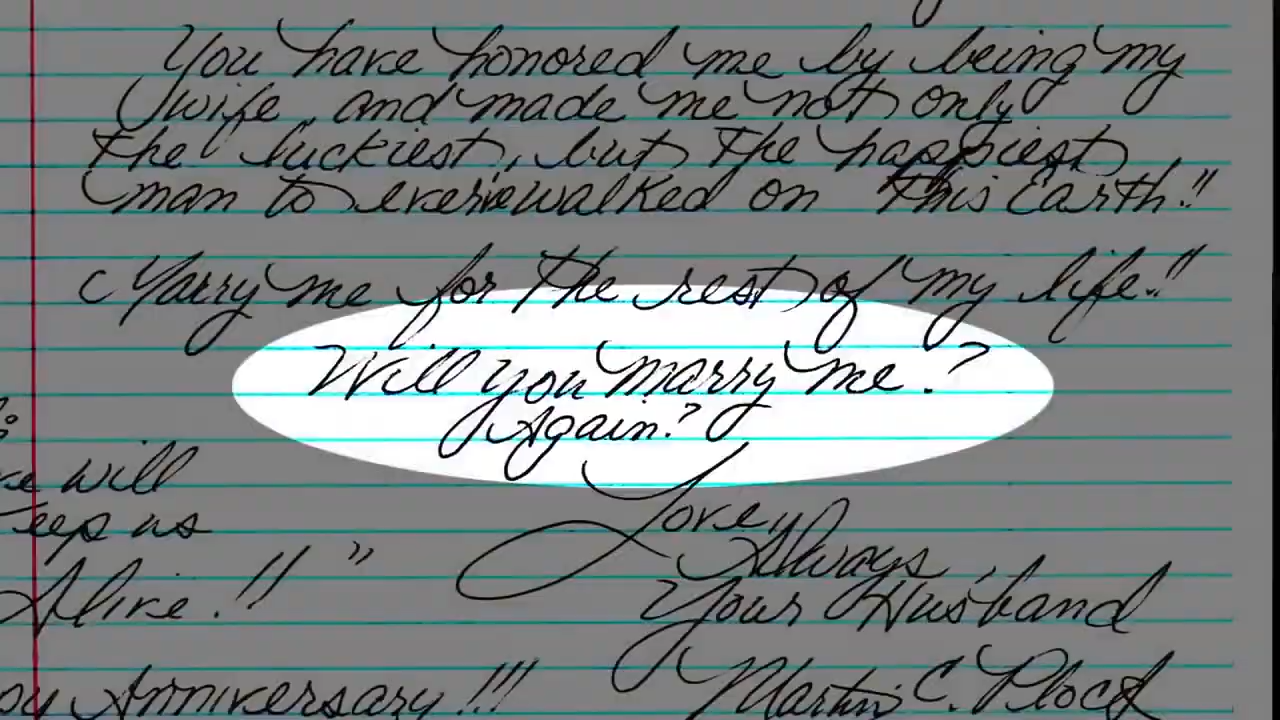 You have honored me by being my
wife, and made me not only
the luckiest, but the happiest
man to ever walked on this Earth!!
Marry me for the rest of my life!!
Will you marry me?
Again?
will
us
Love,
Always,
Alive!! "
Your Husband
Anniversary!!!
Martin C.